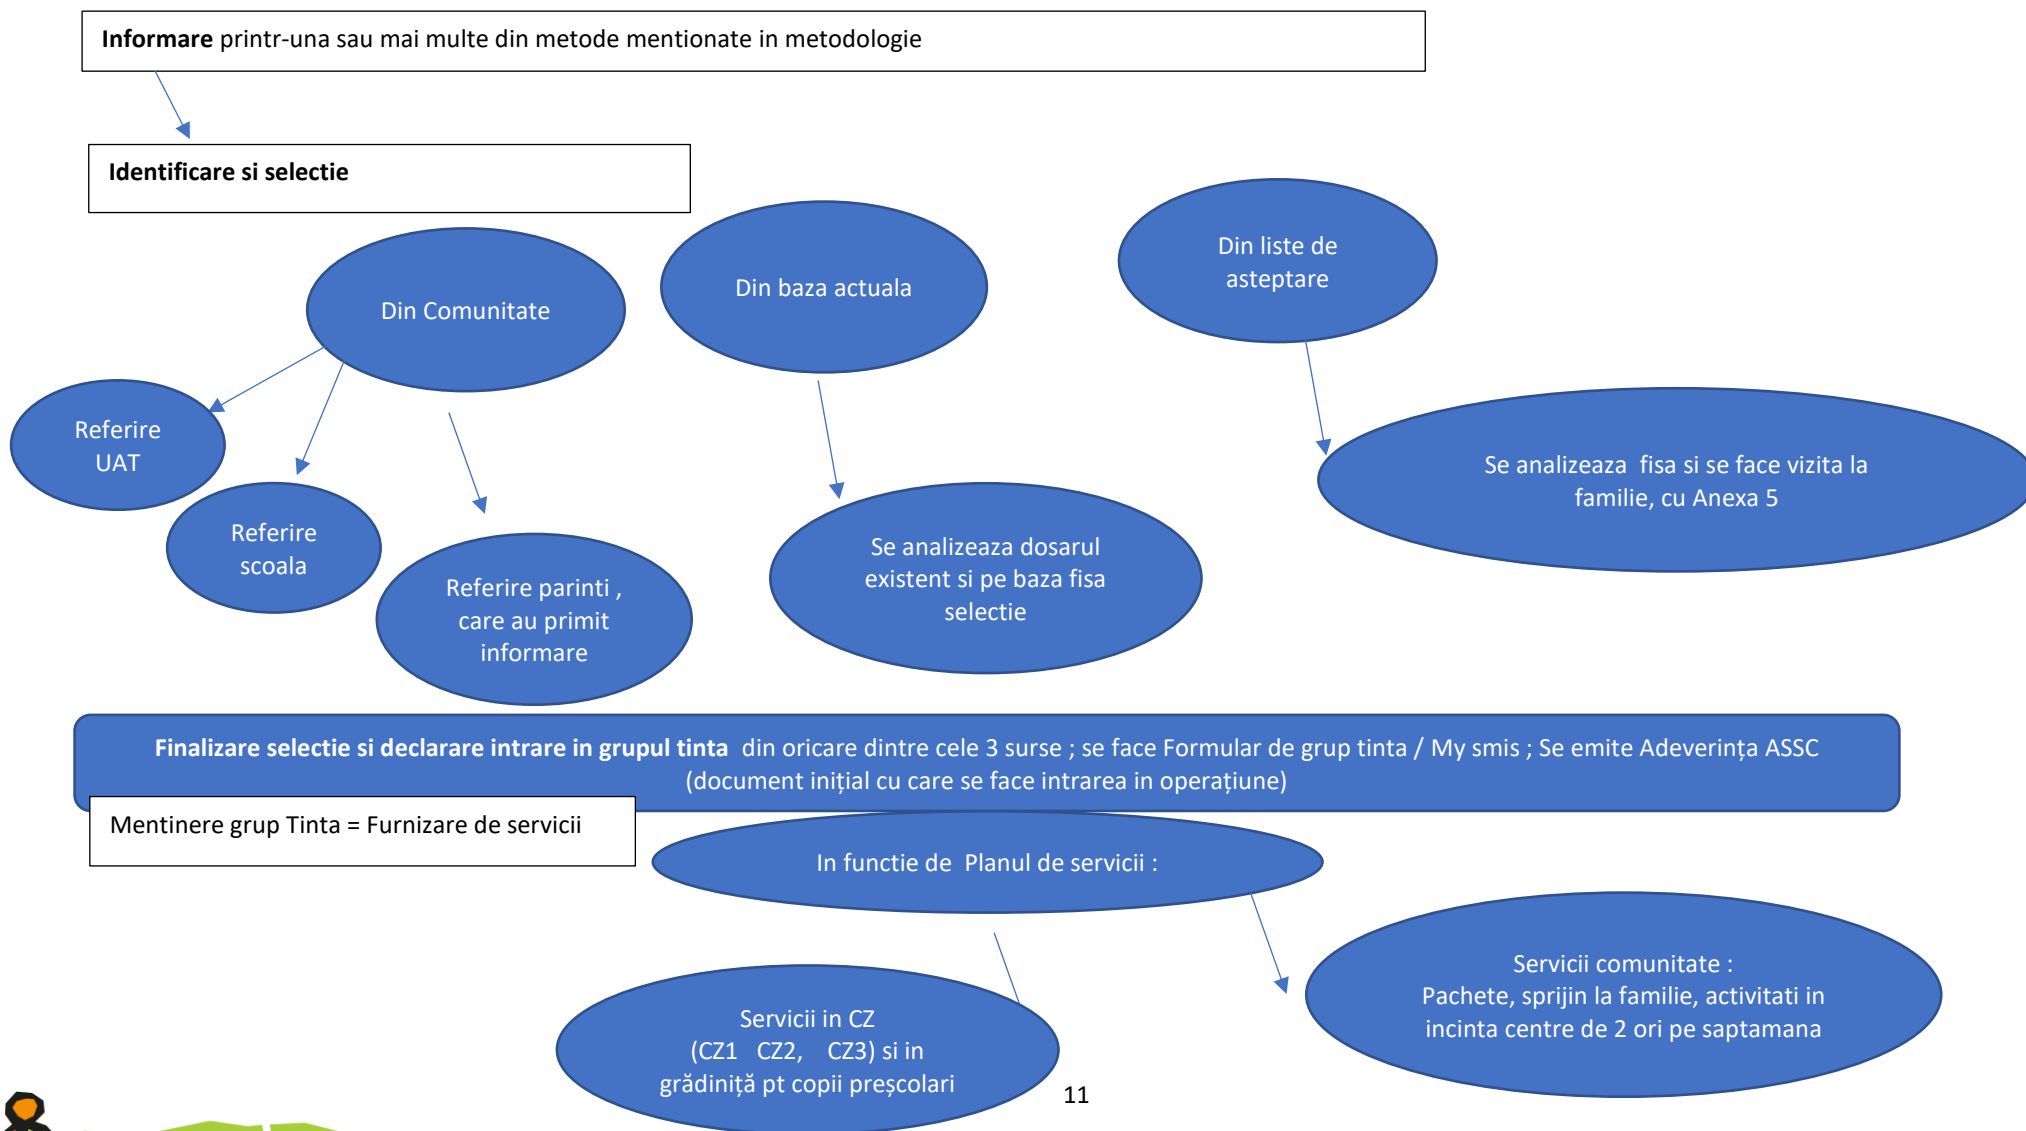 Informare printr-una sau mai multe din metode mentionate in metodologie
Identificare si selectie
Din Comunitate
Din baza actuala
Din liste de
asteptare
Referire
UAT
Referire
scoala
Referire parinti ,
care au primit
informare
Se analizeaza dosarul
existent si pe baza fisa
selectie
Se analizeaza fisa si se face vizita la
familie, cu Anexa 5
Finalizare selectie si declarare intrare in grupul tinta din oricare dintre cele 3 surse ; se face Formular de grup tinta / My smis ; Se emite Adeverința ASSC
(document inițial cu care se face intrarea in operațiune)
Mentinere grup Tinta = Furnizare de servicii
In functie de Planul de servicii :
Servicii in CZ
(CZ1 CZ2, CZ3) si in
grădiniță pt copii preșcolari
Servicii comunitate :
Pachete, sprijin la familie, activitati in
incinta centre de 2 ori pe saptamana
11